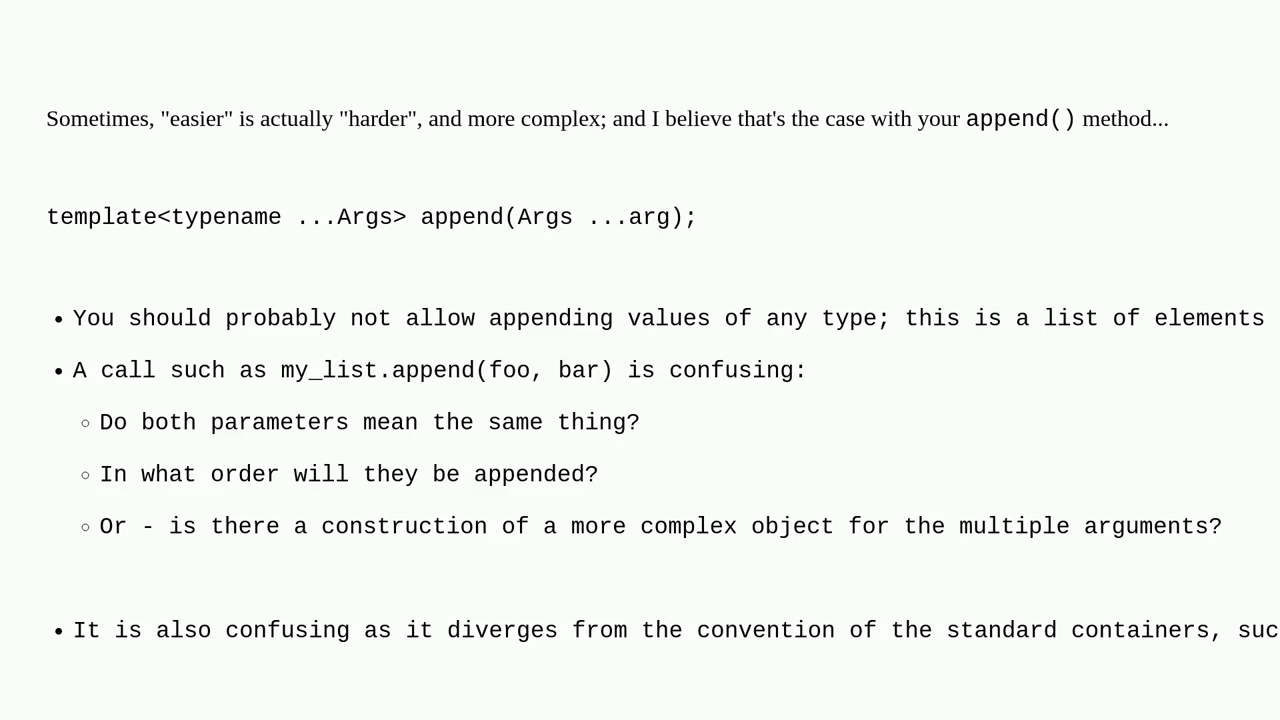 Sometimes, "easier" is actually "harder", and more complex; and I believe that's the case with your append() method...
template<typename ...Args> append(Args ...arg);
• You should probably not allow appending values of any type; this is a list of elements
• A call such as my_list.append(foo, bar) is confusing:
◦ Do both parameters mean the same thing?
◦ In what order will they be appended?
◦ Or - is there a construction of a more complex object for the multiple arguments?
• It is also confusing as it diverges from the convention of the standard containers, suc